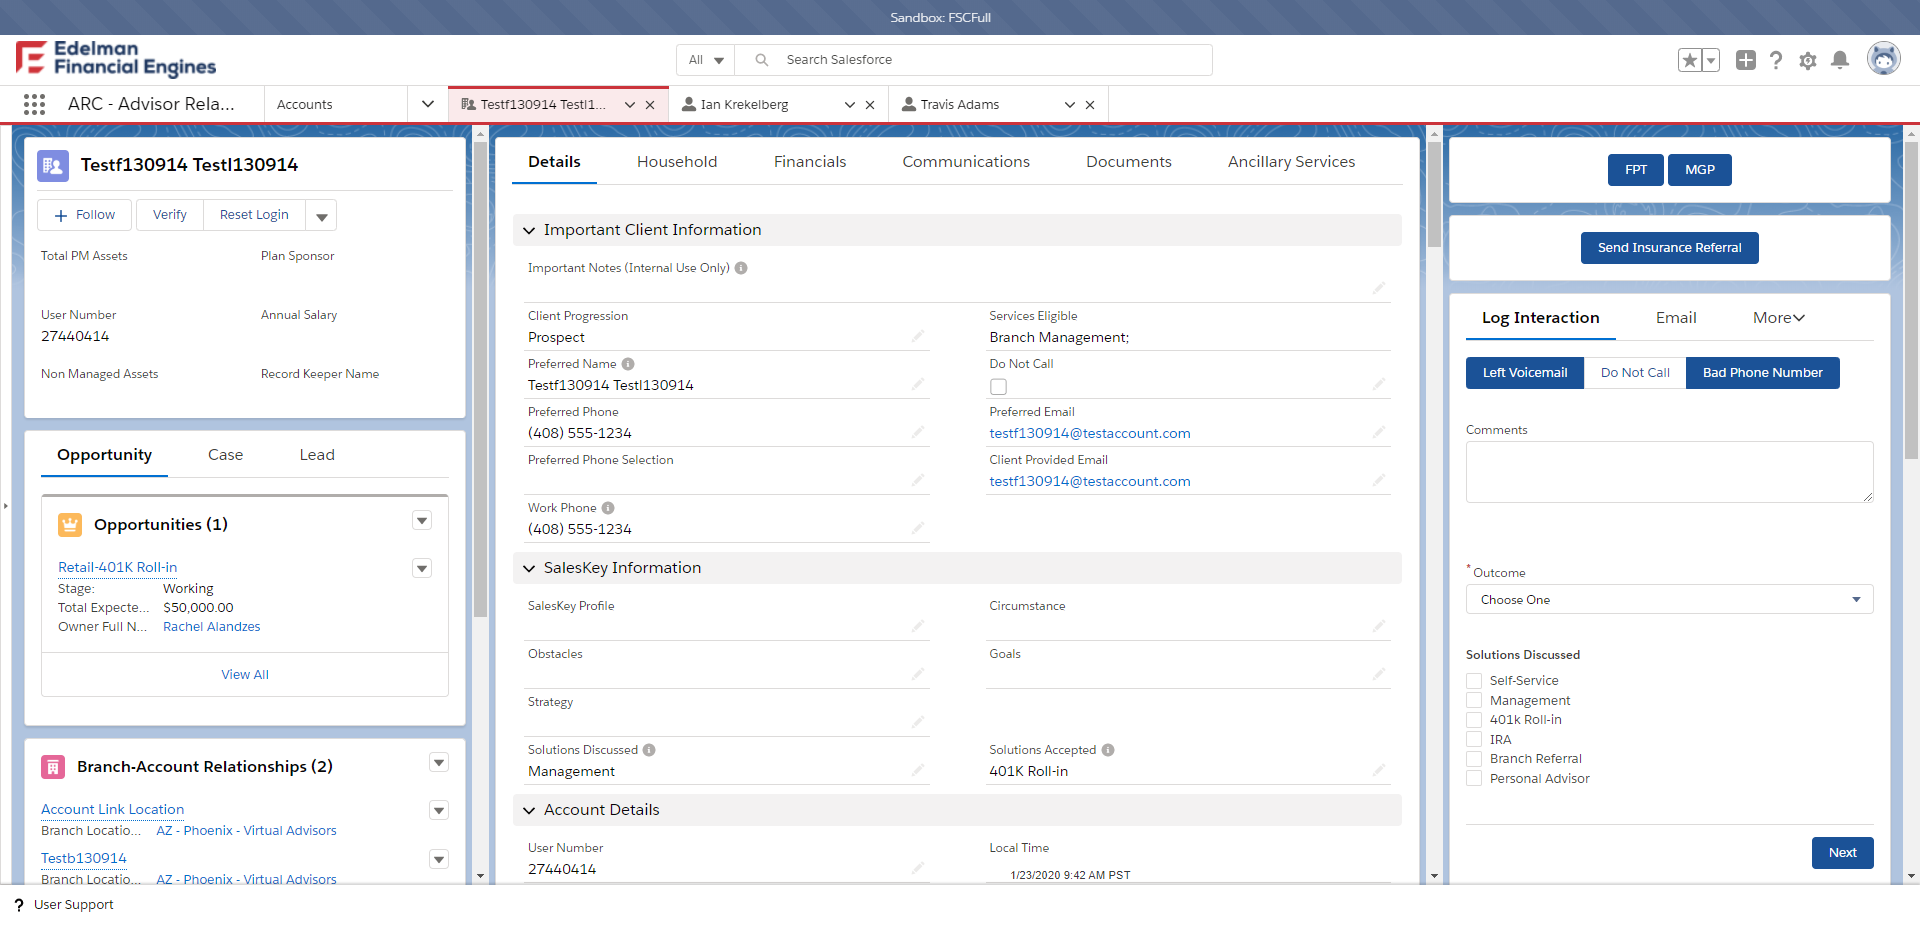 Sandbox: FSCFull
Edelman
Financial Engines
All
Search Salesforce
ARC - Advisor Rela...
Accounts
Testf130914 Testl1...
Ian Krekelberg
Travis Adams
Testf130914 Testl130914
Follow
Verify
Reset Login
Total PM Assets
Plan Sponsor
User Number
27440414
Annual Salary
Non Managed Assets
Record Keeper Name
Opportunity
Case
Lead
Opportunities (1)
Retail-401K Roll-in
Stage: Working
Total Expecte... $50,000.00
Owner Full N... Rachel Alandzes
View All
Branch-Account Relationships (2)
Account Link Location
Branch Locatio... AZ - Phoenix - Virtual Advisors
Testb130914
Branch Locatio... AZ - Phoenix - Virtual Advisors
Details
Household
Financials
Communications
Documents
Ancillary Services
Important Client Information
Important Notes (Internal Use Only)
Client Progression
Prospect
Services Eligible
Branch Management;
Preferred Name
Testf130914 Testl130914
Do Not Call
Preferred Phone
(408) 555-1234
Preferred Email
testf130914@testaccount.com
Preferred Phone Selection
Client Provided Email
testf130914@testaccount.com
Work Phone
(408) 555-1234
SalesKey Information
SalesKey Profile
Circumstance
Obstacles
Goals
Strategy
Solutions Discussed
Management
Solutions Accepted
401K Roll-in
Account Details
User Number
27440414
Local Time
1/23/2020 9:42 AM PST
FPT
MGP
Send Insurance Referral
Log Interaction
Email
More
Left Voicemail
Do Not Call
Bad Phone Number
Comments
*Outcome
Choose One
Solutions Discussed
Self-Service
Management
401k Roll-in
IRA
Branch Referral
Personal Advisor
Next
? User Support